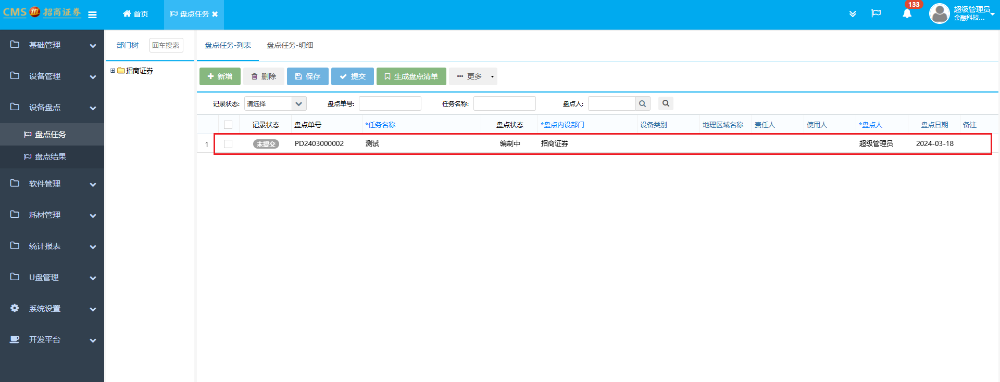 CMS 招商证券
首页
盘点任务
133
超级管理员
金融科技...
基础管理
设备管理
设备盘点
盘点任务
盘点结果
软件管理
耗材管理
统计报表
U盘管理
系统设置
开发平台
部门树
回车搜索
招商证券
盘点任务-列表 盘点任务-明细
新增 删除 保存 提交 生成盘点清单 更多
记录状态: 请选择 盘点单号: 任务名称: 盘点人:
记录状态 盘点单号 *任务名称 盘点状态 *盘点内设部门 设备类别 地理区域名称 责任人 使用人 *盘点人 盘点日期 备注
1 未提交 PD2403000002 测试 编制中 招商证券 超级管理员 2024-03-18